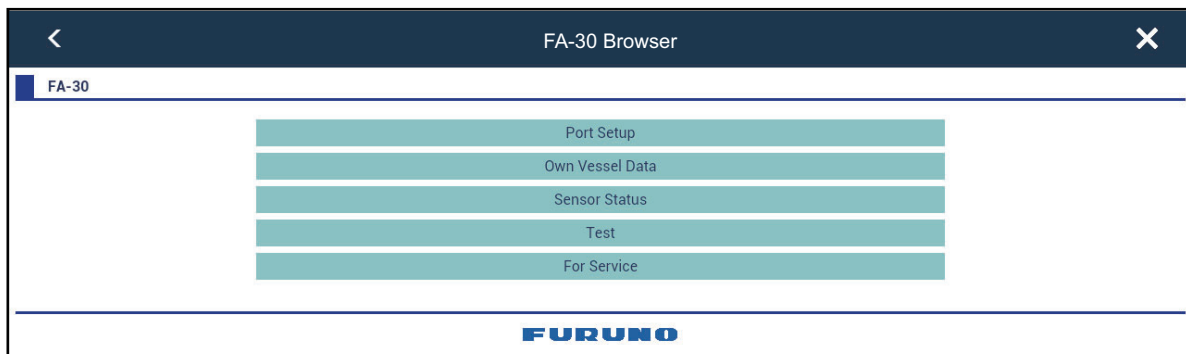 FA-30 Browser
FA-30
Port Setup
Own Vessel Data
Sensor Status
Test
For Service
FURUNO